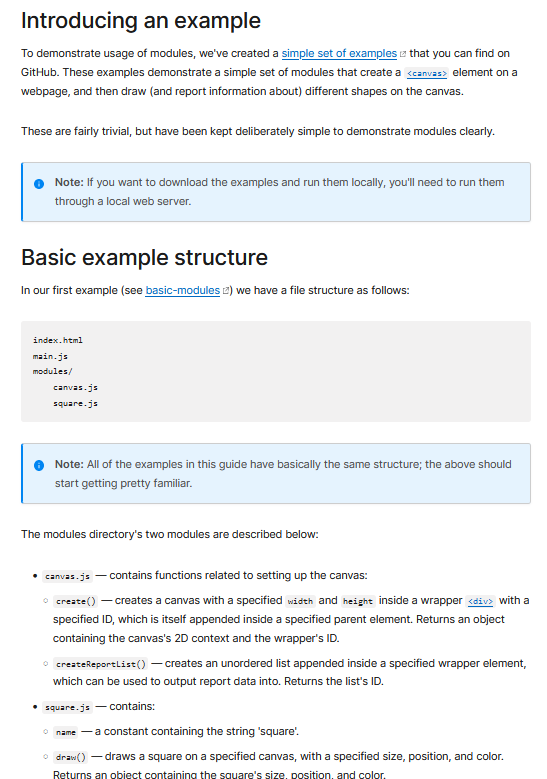 Introducing an example
To demonstrate usage of modules, we've created a simple set of examples that you can find on
GitHub. These examples demonstrate a simple set of modules that create a <canvas> element on a
webpage, and then draw (and report information about) different shapes on the canvas.
These are fairly trivial, but have been kept deliberately simple to demonstrate modules clearly.
Note: If you want to download the examples and run them locally, you'll need to run them
through a local web server.
Basic example structure
In our first example (see basic-modules) we have a file structure as follows:
index.html
main.js
modules/
    canvas.js
    square.js
Note: All of the examples in this guide have basically the same structure; the above should
start getting pretty familiar.
The modules directory's two modules are described below:
• canvas.js — contains functions related to setting up the canvas:
◦ create() — creates a canvas with a specified width and height inside a wrapper <div> with a
specified ID, which is itself appended inside a specified parent element. Returns an object
containing the canvas's 2D context and the wrapper's ID.
◦ createReportList() — creates an unordered list appended inside a specified wrapper element,
which can be used to output report data into. Returns the list's ID.
• square.js — contains:
◦ name — a constant containing the string 'square'.
◦ draw() — draws a square on a specified canvas, with a specified size, position, and color.
Returns an object containing the square's size, position, and color.